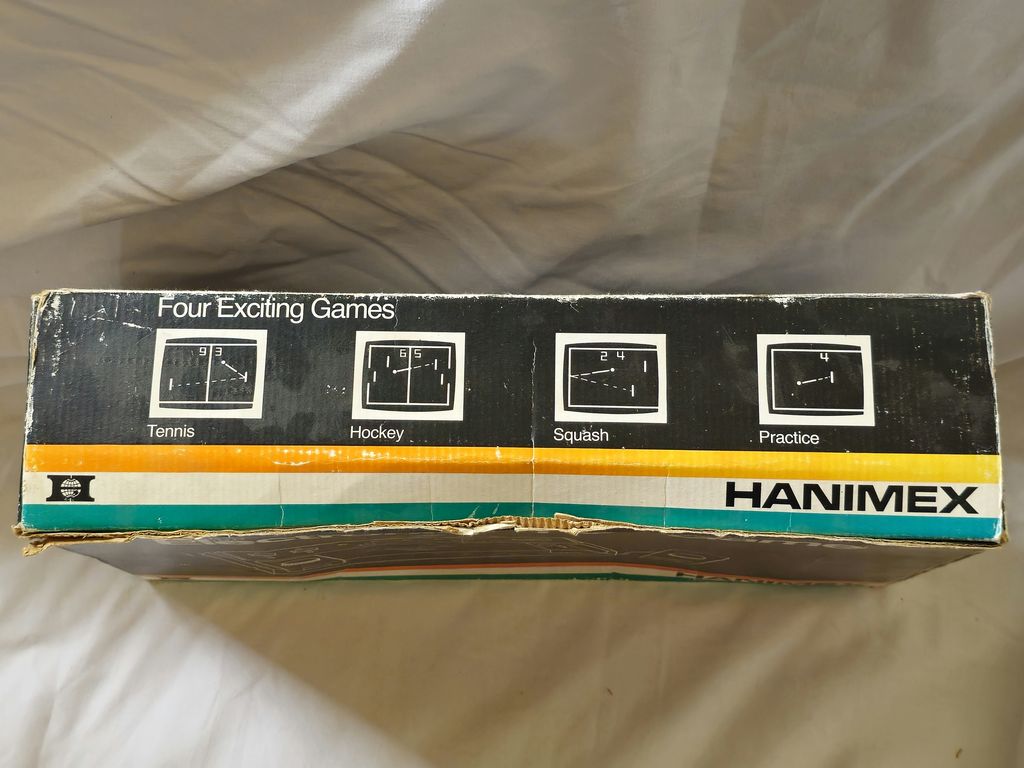 Four Exciting Games
9 3
6 5
2 4
4
Tennis
Hockey
Squash
Practice
HANIMEX